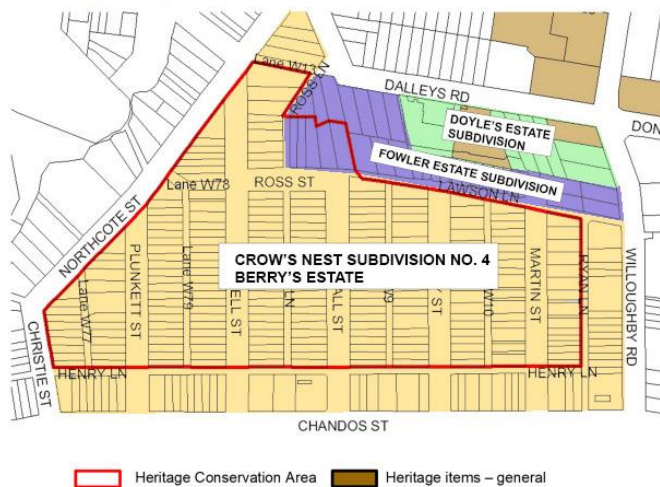 Lane W13
ROSS LN
DALLEYS RD
DOYLE'S ESTATE
SUBDIVISION
DON
FOWLER ESTATE SUBDIVISION
Lane W78
ROSS ST
LAWSON LN
NORTHCOTE ST
CROW'S NEST SUBDIVISION NO. 4
BERRY'S ESTATE
PLUNKETT ST
Lane W79
ELL ST
LN
ALL ST
W9
ST
W10
MARTIN ST
RYAN LN
WILLOUGHBY RD
Lane W77
CHRISTIE ST
HENRY LN
HENRY LN
CHANDOS ST
Heritage Conservation Area
Heritage items – general